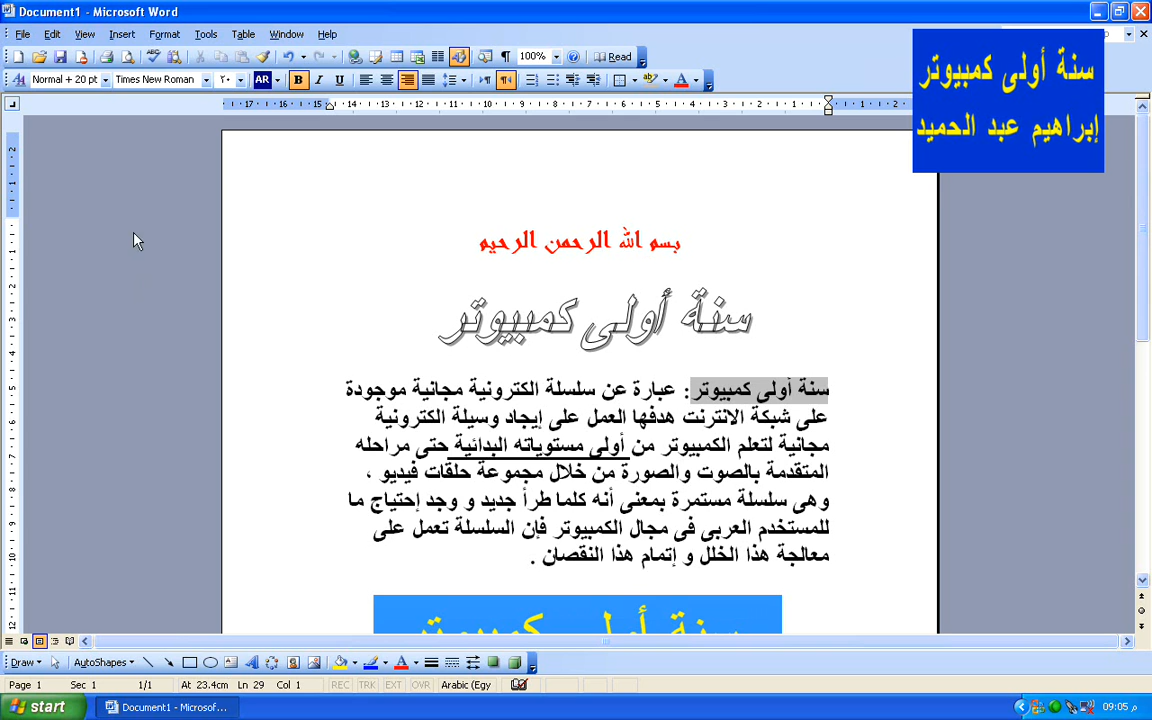 Document1 - Microsoft Word
File Edit View Insert Format Tools Table Window Help
100% Read
Normal + 20 pt Times New Roman ٢٠ AR B I U
سنة أولى كمبيوتر
إبراهيم عبد الحميد
بسم الله الرحمن الرحيم
سنة أولى كمبيوتر
سنة أولى كمبيوتر: عبارة عن سلسلة الكترونية مجانية موجودة
على شبكة الانترنت هدفها العمل على إيجاد وسيلة الكترونية
مجانية لتعلم الكمبيوتر من أولى مستوياته البدائية حتى مراحله
المتقدمة بالصوت والصورة من خلال مجموعة حلقات فيديو ،
وهى سلسلة مستمرة بمعنى أنه كلما طرأ جديد و وجد إحتياج ما
للمستخدم العربى فى مجال الكمبيوتر فإن السلسلة تعمل على
معالجة هذا الخلل و إتمام هذا النقصان .
سنة أولى كمبيوتر
Draw AutoShapes
Page 1 Sec 1 1/1 At 23.4cm Ln 29 Col 1 REC TRK EXT OVR Arabic (Egy
start Document1 - Microsof... 09:05 م